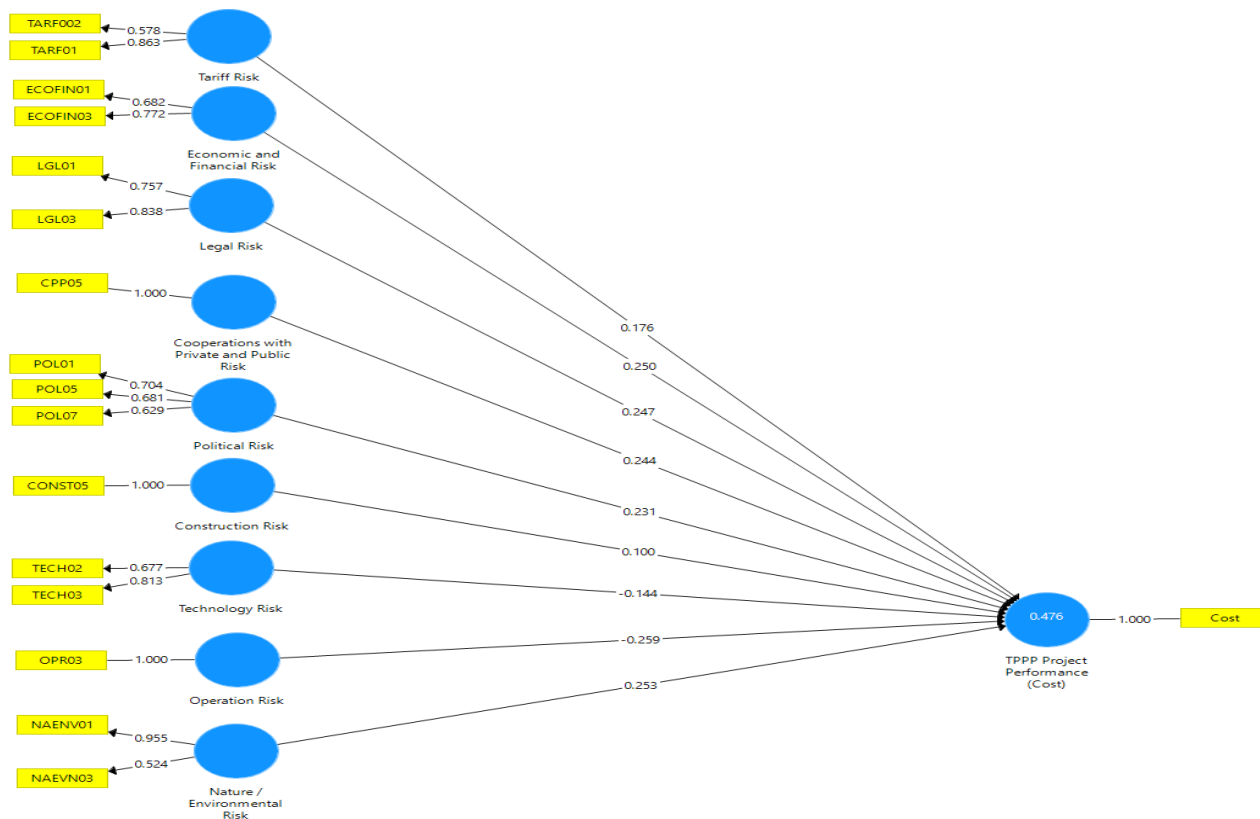 TARF002
0.578
TARF01
0.863
Tariff Risk
ECOFIN01
0.682
ECOFIN03
0.772
Economic and
Financial Risk
LGL01
0.757
LGL03
0.838
Legal Risk
CPP05
1.000
Cooperations with
Private and Public
Risk
POL01
0.704
POL05
0.681
POL07
0.629
Political Risk
CONST05
1.000
Construction Risk
TECH02
0.677
TECH03
0.813
Technology Risk
OPR03
1.000
Operation Risk
NAENV01
0.955
NAEVN03
0.524
Nature /
Environmental
Risk
0.176
0.250
0.247
0.244
0.231
0.100
-0.144
-0.259
0.253
0.476
TPPP Project
Performance
(Cost)
1.000
Cost